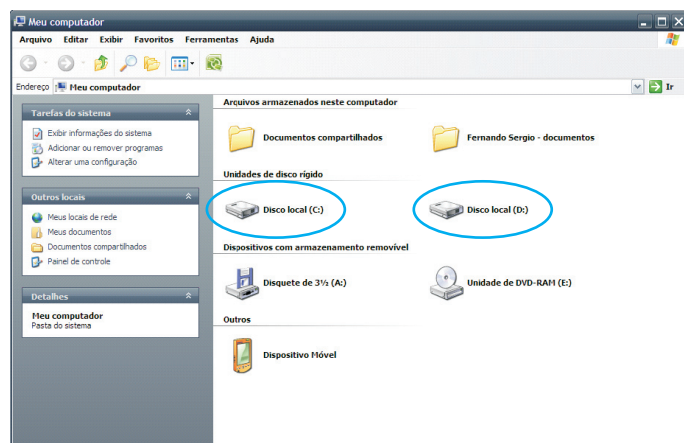 Meu computador
Arquivo Editar Exibir Favoritos Ferramentas Ajuda
Endereço Meu computador Ir
Tarefas do sistema
Exibir informações do sistema
Adicionar ou remover programas
Alterar uma configuração
Outros locais
Meus locais de rede
Meus documentos
Documentos compartilhados
Painel de controle
Detalhes
Meu computador
Pasta do sistema
Arquivos armazenados neste computador
Documentos compartilhados
Fernando Sergio - documentos
Unidades de disco rígido
Disco local (C:)
Disco local (D:)
Dispositivos com armazenamento removível
Disquete de 3½ (A:)
Unidade de DVD-RAM (E:)
Outros
Dispositivo Móvel